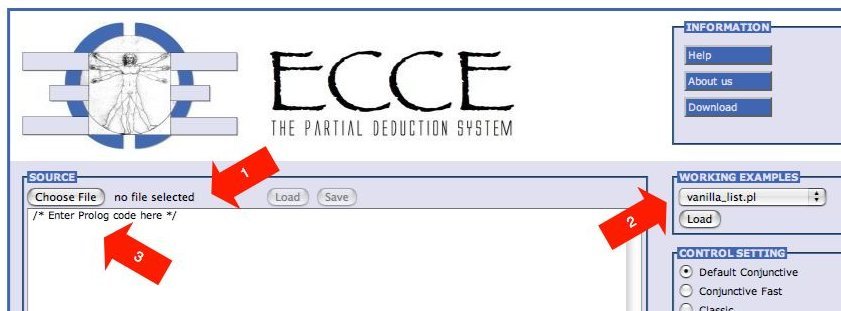 INFORMATION
Help
About us
Download
ECCE
THE PARTIAL DEDUCTION SYSTEM
SOURCE
1
Choose File no file selected Load Save
/* Enter Prolog code here */
3
WORKING EXAMPLES
vanilla_list.pl
2
Load
CONTROL SETTING
Default Conjunctive
Conjunctive Fast
Classic